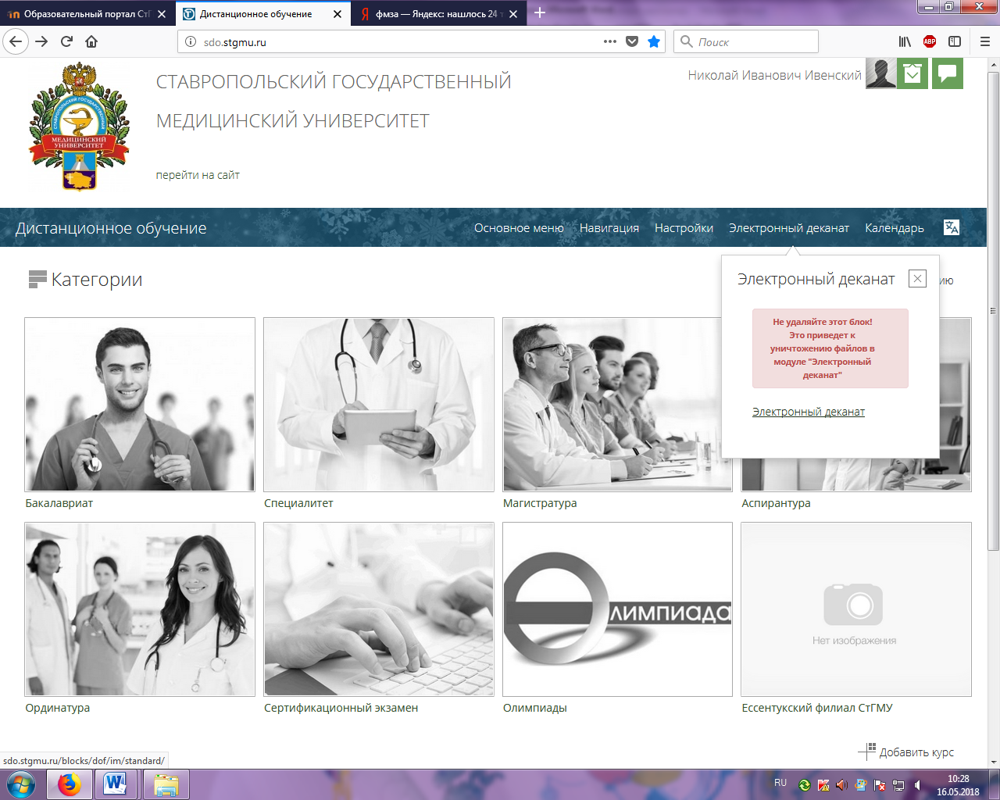 Образовательный портал СтГ
Дистанционное обучение
фмза — Яндекс: нашлось 24 т
sdo.stgmu.ru
Поиск
ABP
СТАВРОПОЛЬСКИЙ ГОСУДАРСТВЕННЫЙ
МЕДИЦИНСКИЙ УНИВЕРСИТЕТ
МЕДИЦИНСКИЙ
УНИВЕРСИТЕТ
перейти на сайт
Николай Иванович Ивенский
Дистанционное обучение
Основное меню
Навигация
Настройки
Электронный деканат
Календарь
Категории
Электронный деканат
ию
Не удаляйте этот блок!
Это приведет к
уничтожению файлов в
модуле "Электронный
деканат"
Электронный деканат
Бакалавриат
Специалитет
Магистратура
Аспирантура
ЛИМПИАДА
Нет изображения
Ординатура
Сертификационный экзамен
Олимпиады
Ессентукский филиал СтГМУ
Добавить курс
sdo.stgmu.ru/blocks/dof/im/standard/
RU
10:28
16.05.2018